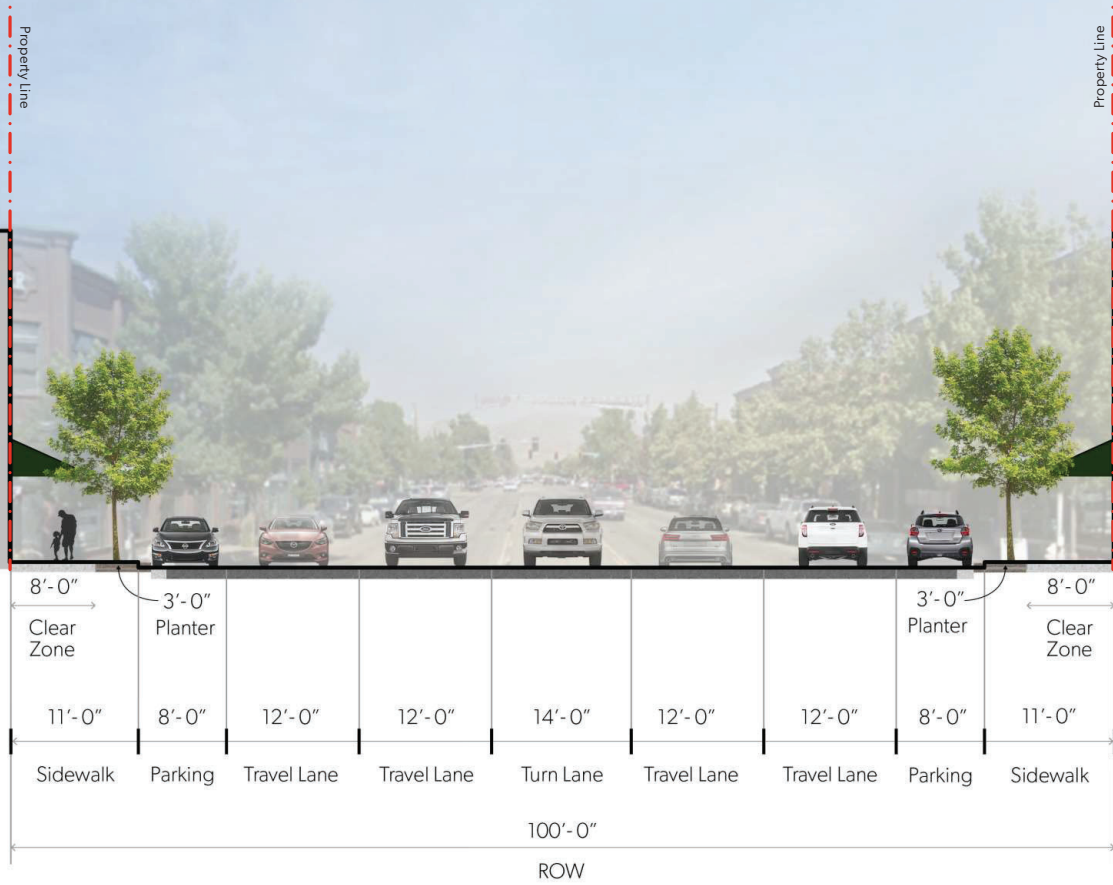 Property Line
Property Line
8'-0"
3'-0"
3'-0"
8'-0"
Clear
Zone
Planter
Planter
Clear
Zone
11'-0"
8'-0"
12'-0"
12'-0"
14'-0"
12'-0"
12'-0"
8'-0"
11'-0"
Sidewalk
Parking
Travel Lane
Travel Lane
Turn Lane
Travel Lane
Travel Lane
Parking
Sidewalk
100'-0"
ROW